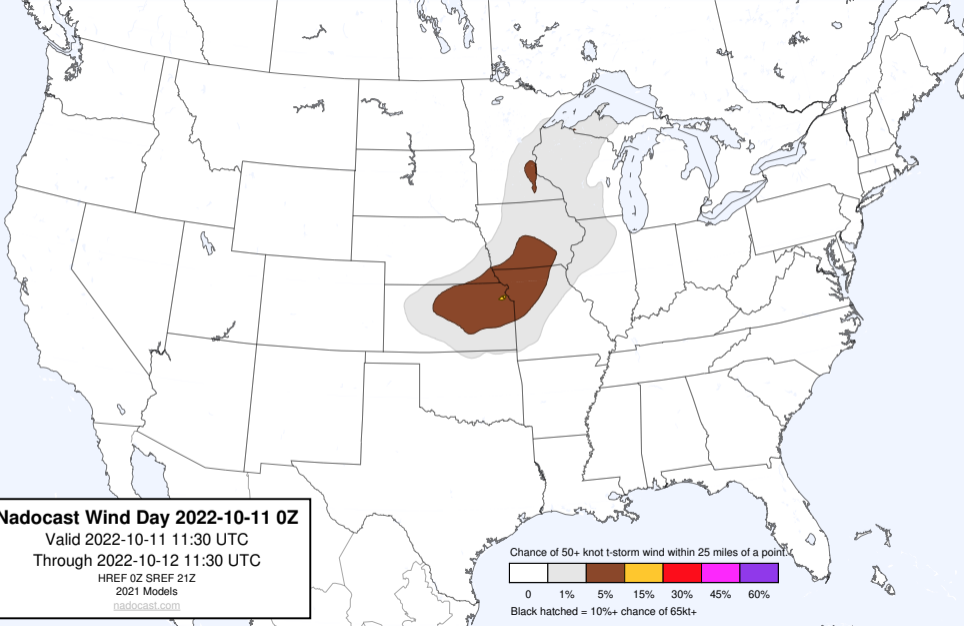 Nadocast Wind Day 2022-10-11 0Z
Valid 2022-10-11 11:30 UTC
Through 2022-10-12 11:30 UTC
HREF 0Z SREF 21Z
2021 Models
nadocast.com
Chance of 50+ knot t-storm wind within 25 miles of a point.
0 1% 5% 15% 30% 45% 60%
Black hatched = 10%+ chance of 65kt+